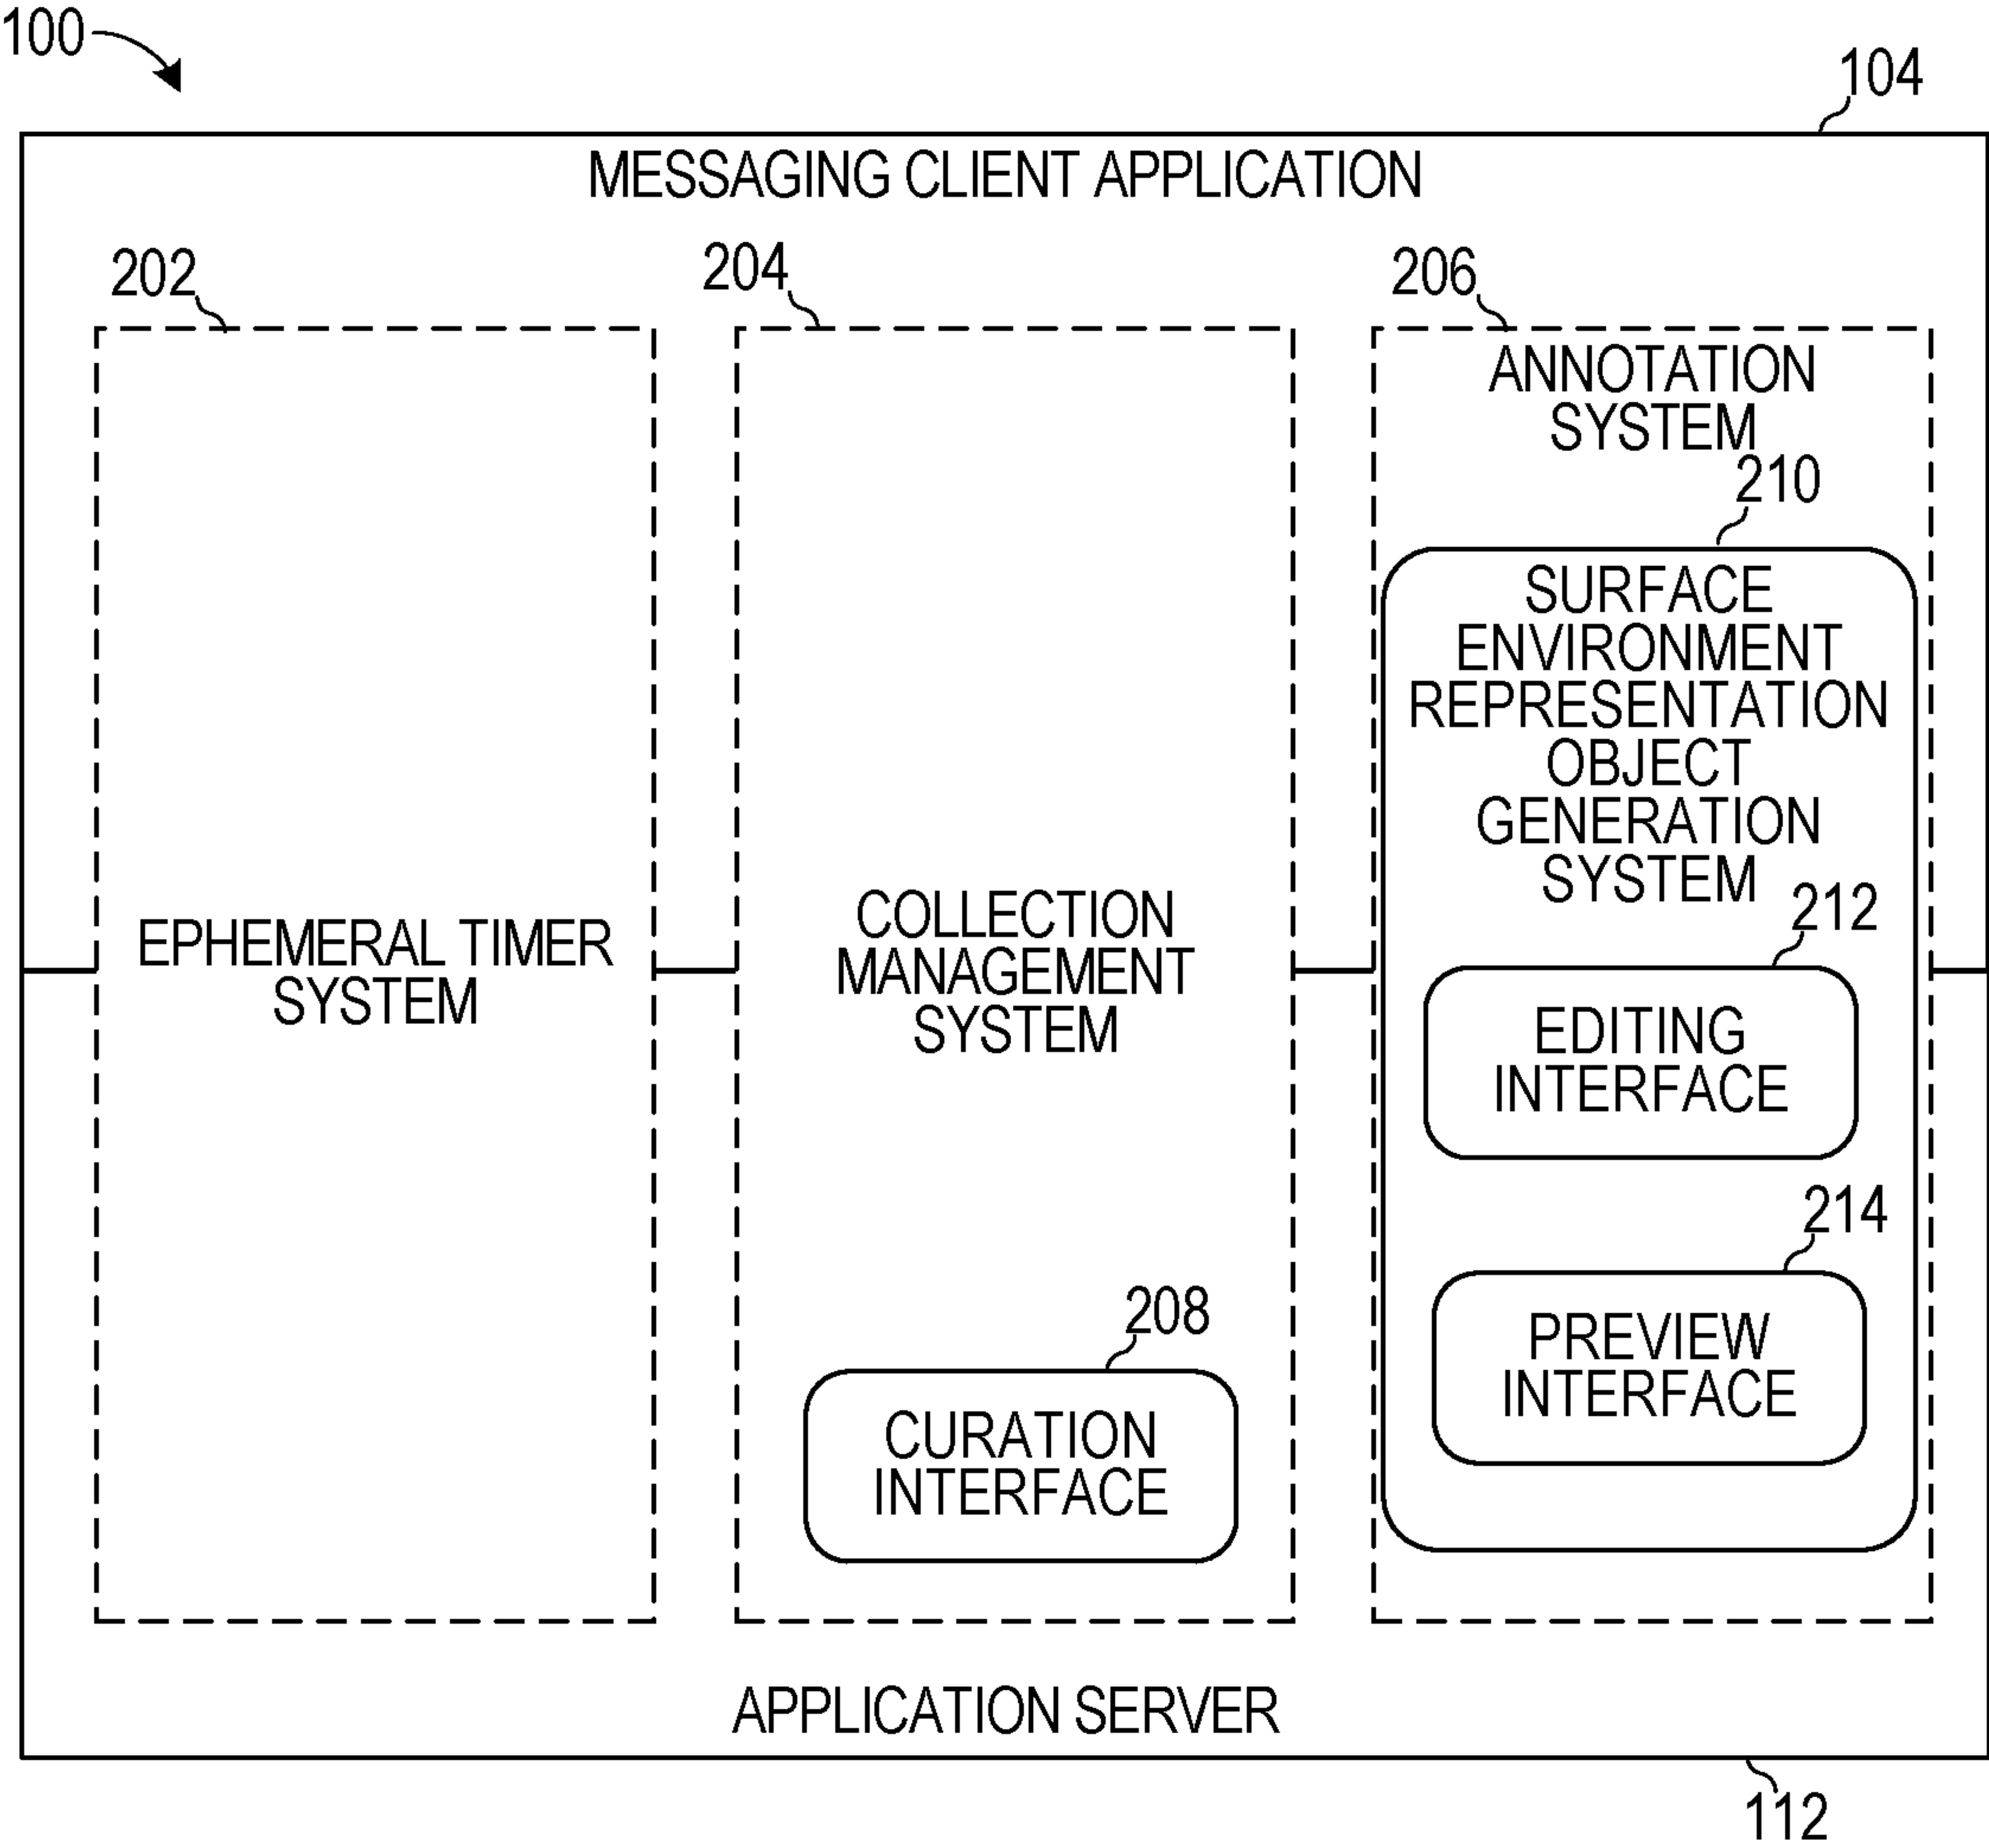 100
104
MESSAGING CLIENT APPLICATION
202
EPHEMERAL TIMER
SYSTEM
204
COLLECTION
MANAGEMENT
SYSTEM
208
CURATION
INTERFACE
206
ANNOTATION
SYSTEM
210
SURFACE
ENVIRONMENT
REPRESENTATION
OBJECT
GENERATION
SYSTEM
212
EDITING
INTERFACE
214
PREVIEW
INTERFACE
APPLICATION SERVER
112